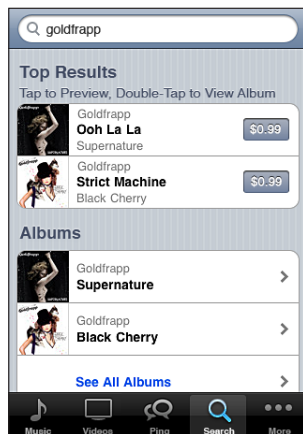 goldfrapp
Top Results
Tap to Preview, Double-Tap to View Album
Goldfrapp
Ooh La La
Supernature
$0.99
Goldfrapp
Strict Machine
Black Cherry
$0.99
Albums
Goldfrapp
Supernature
Goldfrapp
Black Cherry
See All Albums
Music
Videos
Ping
Search
More